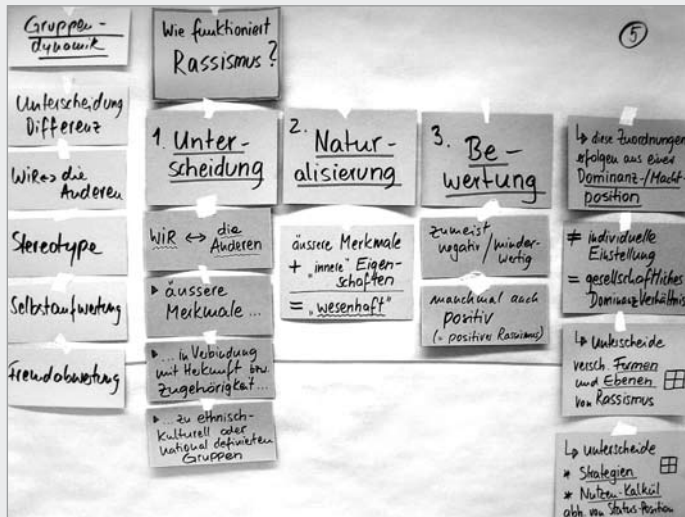 Gruppen-
dynamik
Unterscheidung
Differenz
WiR ↔ die
Anderen
Stereotype
Selbstaufwertung
Fremdabwertung
Wie funktioniert
Rassismus?
1. Unter-
scheidung
WiR ↔ die
Anderen
▸ äussere
Merkmale ...
▸ ... in Verbindung
mit Herkunft bzw.
Zugehörigkeit ...
▸ ... zu ethnisch-
kulturell oder
national definierten
Gruppen
2. Natur-
alisierung
äussere Merkmale
+ „innere" Eigen-
schaften
= „wesenhaft"
3. Be-
wertung
zumeist
negativ/minder-
wertig
manchmal auch
positiv
(= positiver Rassismus)
5
↳ diese Zuordnungen
erfolgen aus einer
Dominanz-/Macht-
position
≠ individuelle
Einstellung
= gesellschaftliches
Dominanzverhältnis
↳ unterscheide
versch. Formen
und Ebenen
von Rassismus
↳ unterscheide
* Strategien
* Nutzen-Kalkül
abh. von Status-Position